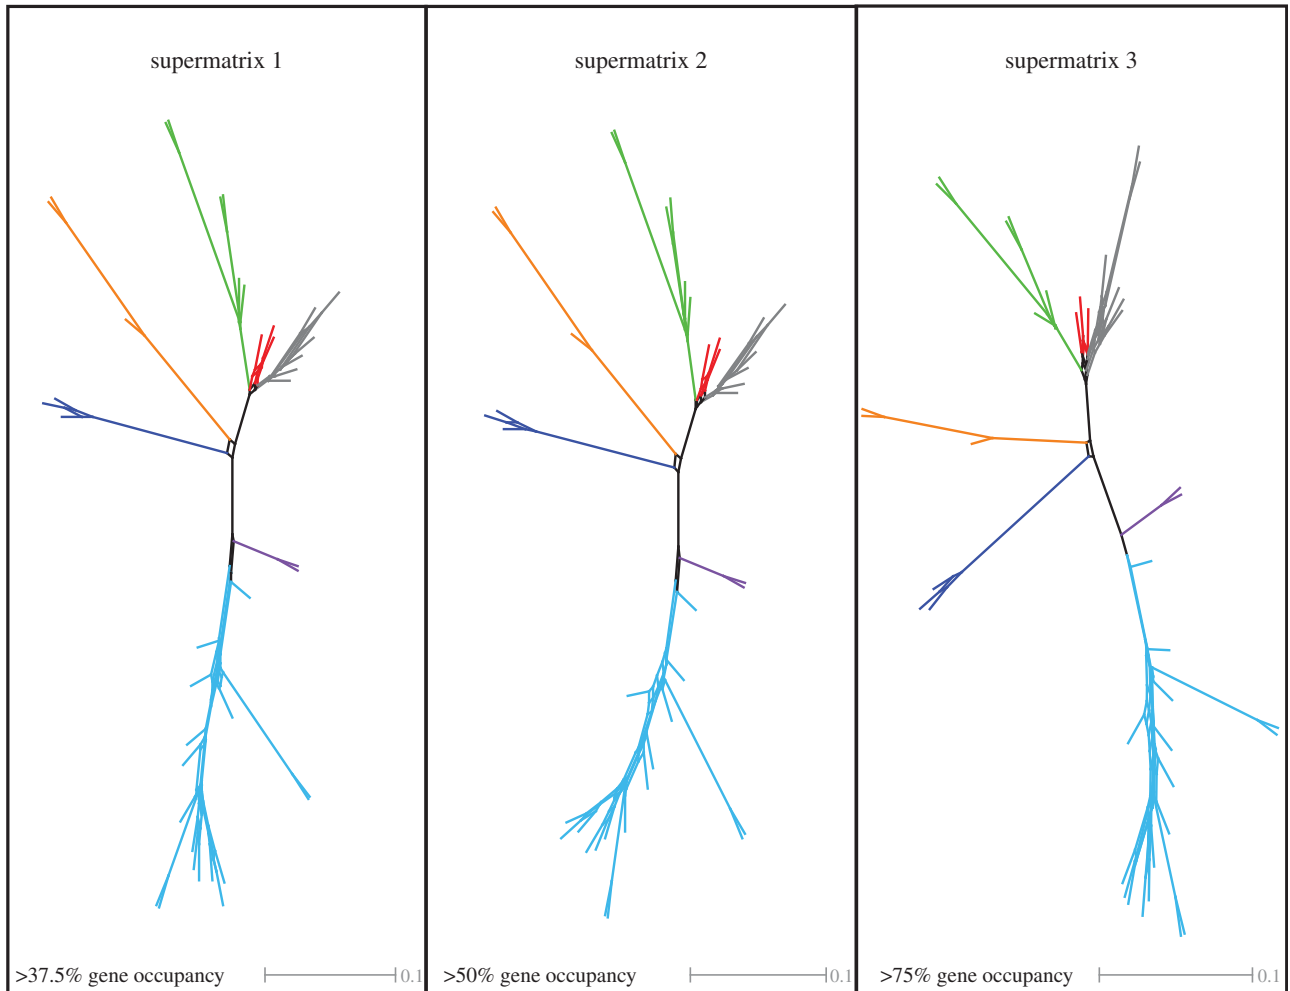 supermatrix 1
supermatrix 2
supermatrix 3
>37.5% gene occupancy
0.1
>50% gene occupancy
0.1
>75% gene occupancy
0.1